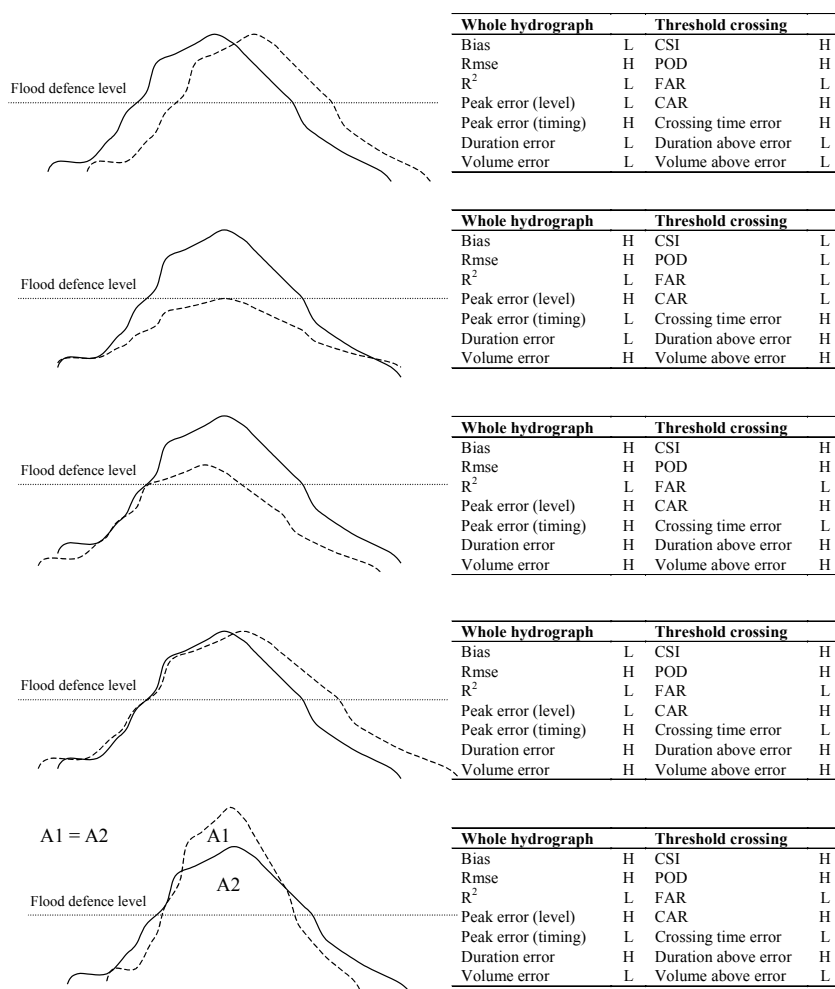 Flood defence level
Whole hydrograph Threshold crossing
Bias L CSI H
Rmse H POD H
R² L FAR L
Peak error (level) L CAR H
Peak error (timing) H Crossing time error H
Duration error L Duration above error L
Volume error L Volume above error L
Flood defence level
Whole hydrograph Threshold crossing
Bias H CSI L
Rmse H POD L
R² L FAR L
Peak error (level) H CAR L
Peak error (timing) L Crossing time error H
Duration error L Duration above error H
Volume error H Volume above error H
Flood defence level
Whole hydrograph Threshold crossing
Bias H CSI H
Rmse H POD H
R² L FAR L
Peak error (level) H CAR H
Peak error (timing) H Crossing time error L
Duration error H Duration above error H
Volume error H Volume above error H
Flood defence level
Whole hydrograph Threshold crossing
Bias L CSI H
Rmse H POD H
R² L FAR L
Peak error (level) L CAR H
Peak error (timing) H Crossing time error L
Duration error H Duration above error H
Volume error H Volume above error H
A1 = A2
A1
A2
Flood defence level
Whole hydrograph Threshold crossing
Bias H CSI H
Rmse H POD H
R² L FAR L
Peak error (level) H CAR H
Peak error (timing) L Crossing time error L
Duration error H Duration above error H
Volume error L Volume above error L